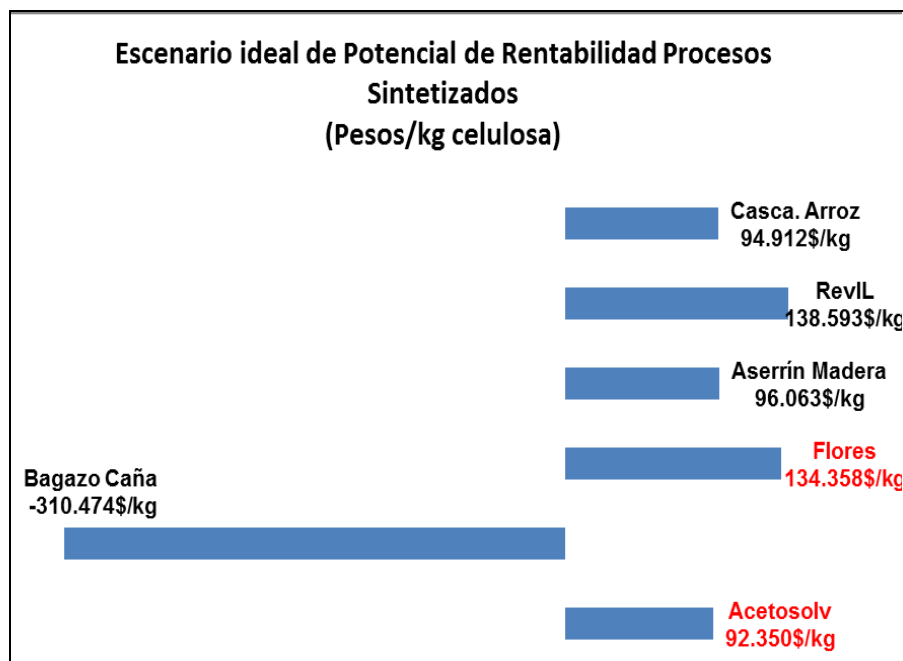 Escenario ideal de Potencial de Rentabilidad Procesos
Sintetizados
(Pesos/kg celulosa)
Casca. Arroz
94.912$/kg
RevIL
138.593$/kg
Aserrín Madera
96.063$/kg
Flores
134.358$/kg
Bagazo Caña
-310.474$/kg
Acetosolv
92.350$/kg